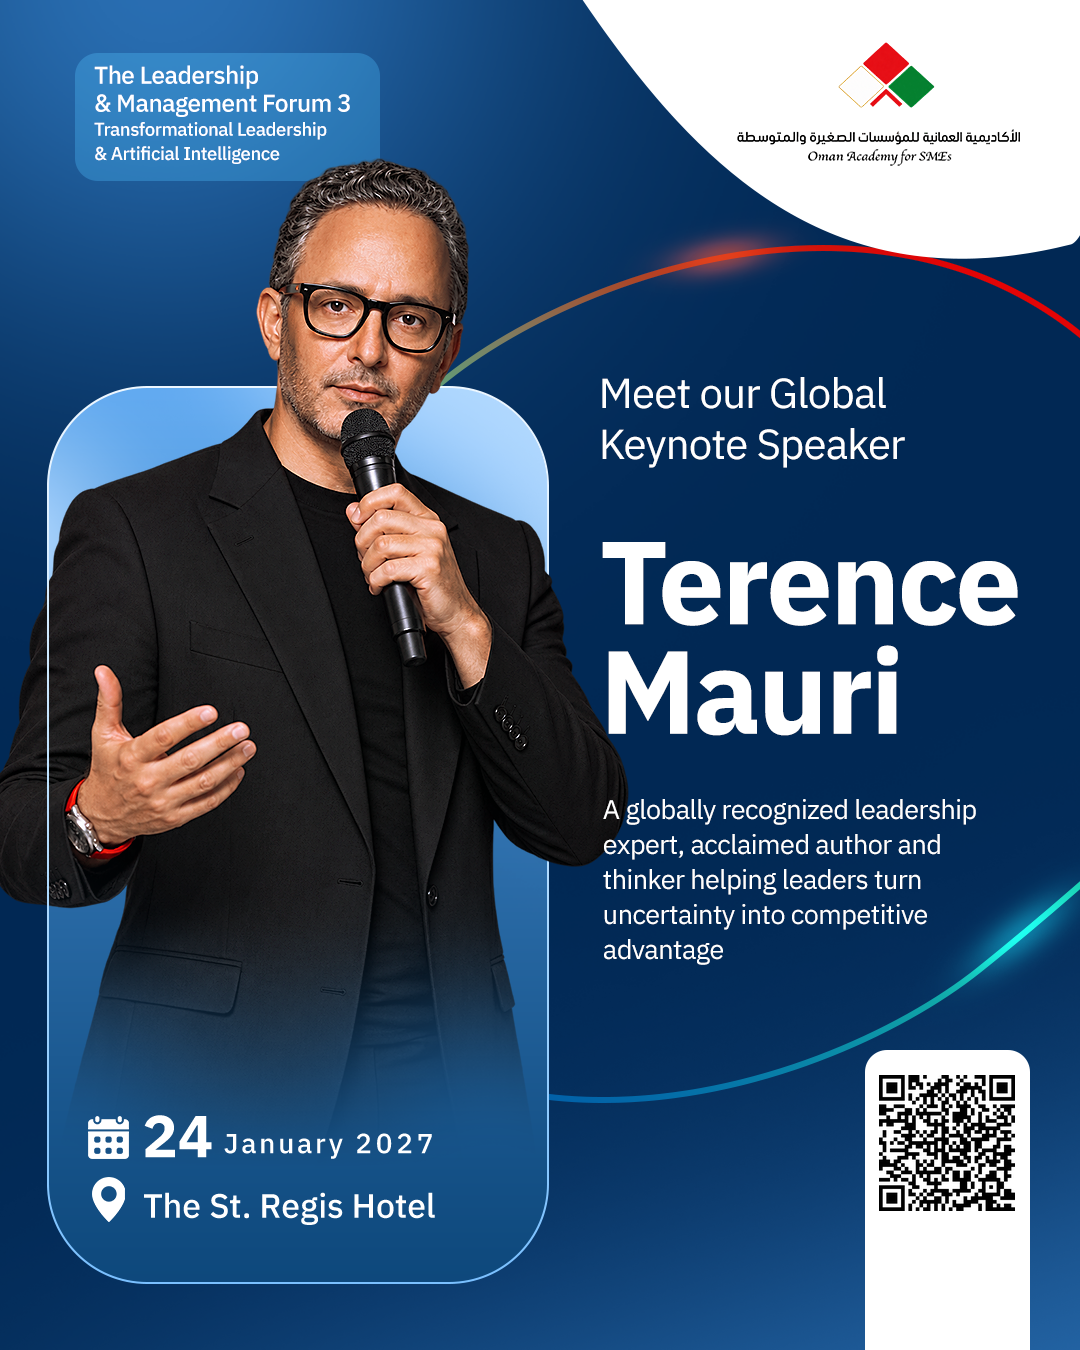 The Leadership
& Management Forum 3
Transformational Leadership
& Artificial Intelligence
الأكاديمية العمانية للمؤسسات الصغيرة والمتوسطة
Oman Academy for SMEs
Meet our Global
Keynote Speaker
Terence
Mauri
A globally recognized leadership
expert, acclaimed author and
thinker helping leaders turn
uncertainty into competitive
advantage
24 January 2027
The St. Regis Hotel